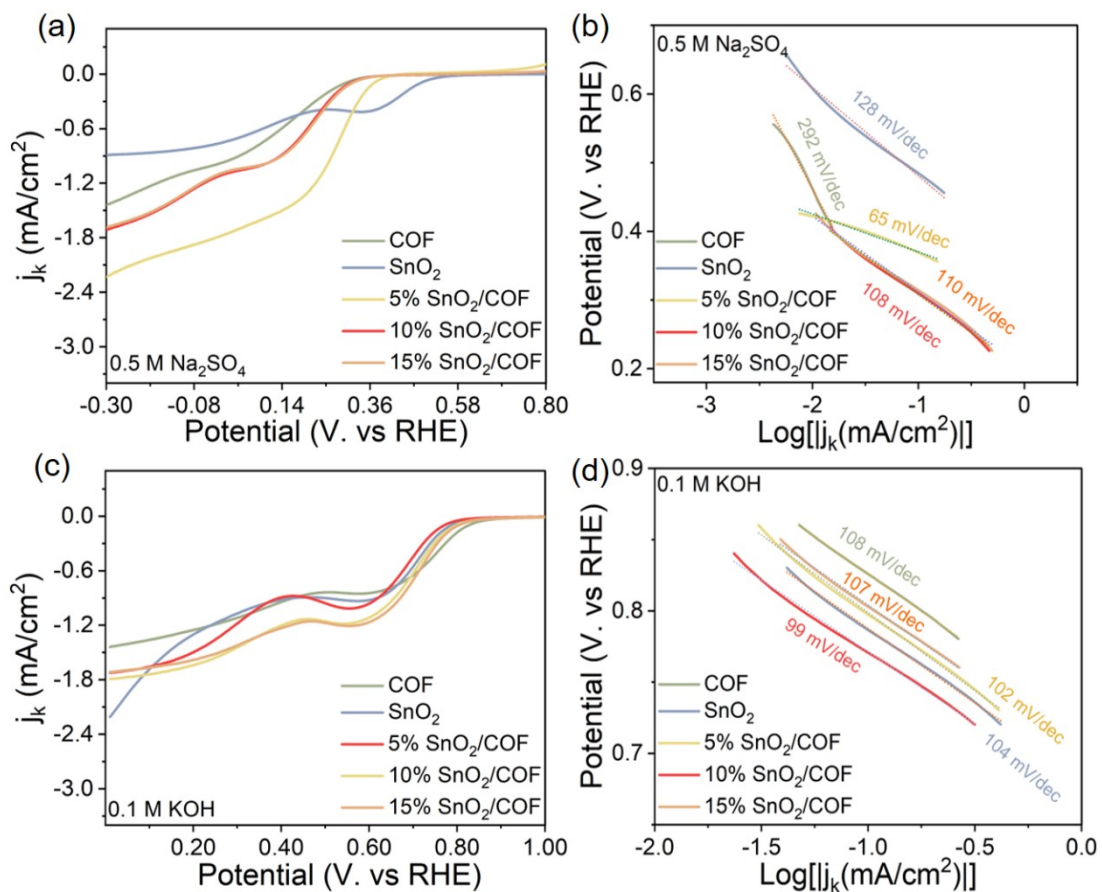 (a)
0.0
-0.6
-1.2
-1.8
-2.4
-3.0
jₖ (mA/cm²)
COF
SnO₂
5% SnO₂/COF
10% SnO₂/COF
15% SnO₂/COF
0.5 M Na₂SO₄
-0.30 -0.08 0.14 0.36 0.58 0.80
Potential (V. vs RHE)
(b)
0.5 M Na₂SO₄
0.6
0.4
0.2
Potential (V. vs RHE)
128 mV/dec
292 mV/dec
65 mV/dec
110 mV/dec
108 mV/dec
COF
SnO₂
5% SnO₂/COF
10% SnO₂/COF
15% SnO₂/COF
-3 -2 -1 0
Log[|jₖ(mA/cm²)|]
(c)
0.0
-0.6
-1.2
-1.8
-2.4
-3.0
jₖ (mA/cm²)
COF
SnO₂
5% SnO₂/COF
10% SnO₂/COF
15% SnO₂/COF
0.1 M KOH
0.20 0.40 0.60 0.80 1.00
Potential (V. vs RHE)
(d)
0.1 M KOH
0.9
0.8
0.7
Potential (V. vs RHE)
108 mV/dec
107 mV/dec
99 mV/dec
102 mV/dec
104 mV/dec
COF
SnO₂
5% SnO₂/COF
10% SnO₂/COF
15% SnO₂/COF
-2.0 -1.5 -1.0 -0.5 0.0
Log[|jₖ(mA/cm²)|]